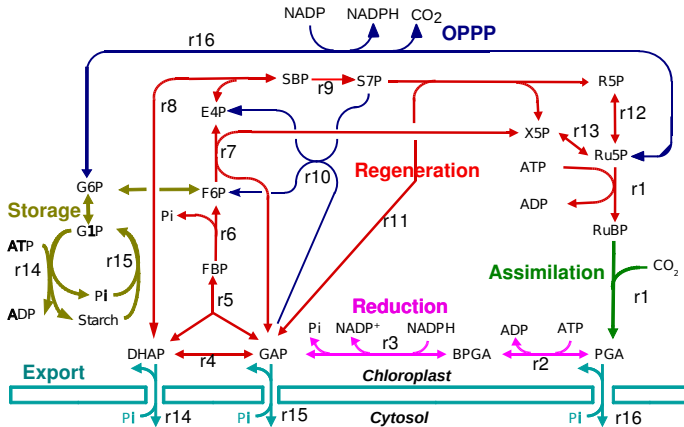 NADP NADPH CO2
r16 OPPP
SBP r9 S7P R5P
r8
E4P r12
X5P r13
r7 Ru5P
r10 Regeneration ATP
G6P F6P r1
Storage Pi r11 ADP
G1P r6 RuBP
ATP
r14 r15 FBP Assimilation CO2
Pi r5 r1
ADP Starch Reduction
Pi NADP+ NADPH ADP ATP
r3
DHAP r4 GAP BPGA r2 PGA
Export Chloroplast
Pi r14 Pi r15 Cytosol Pi r16